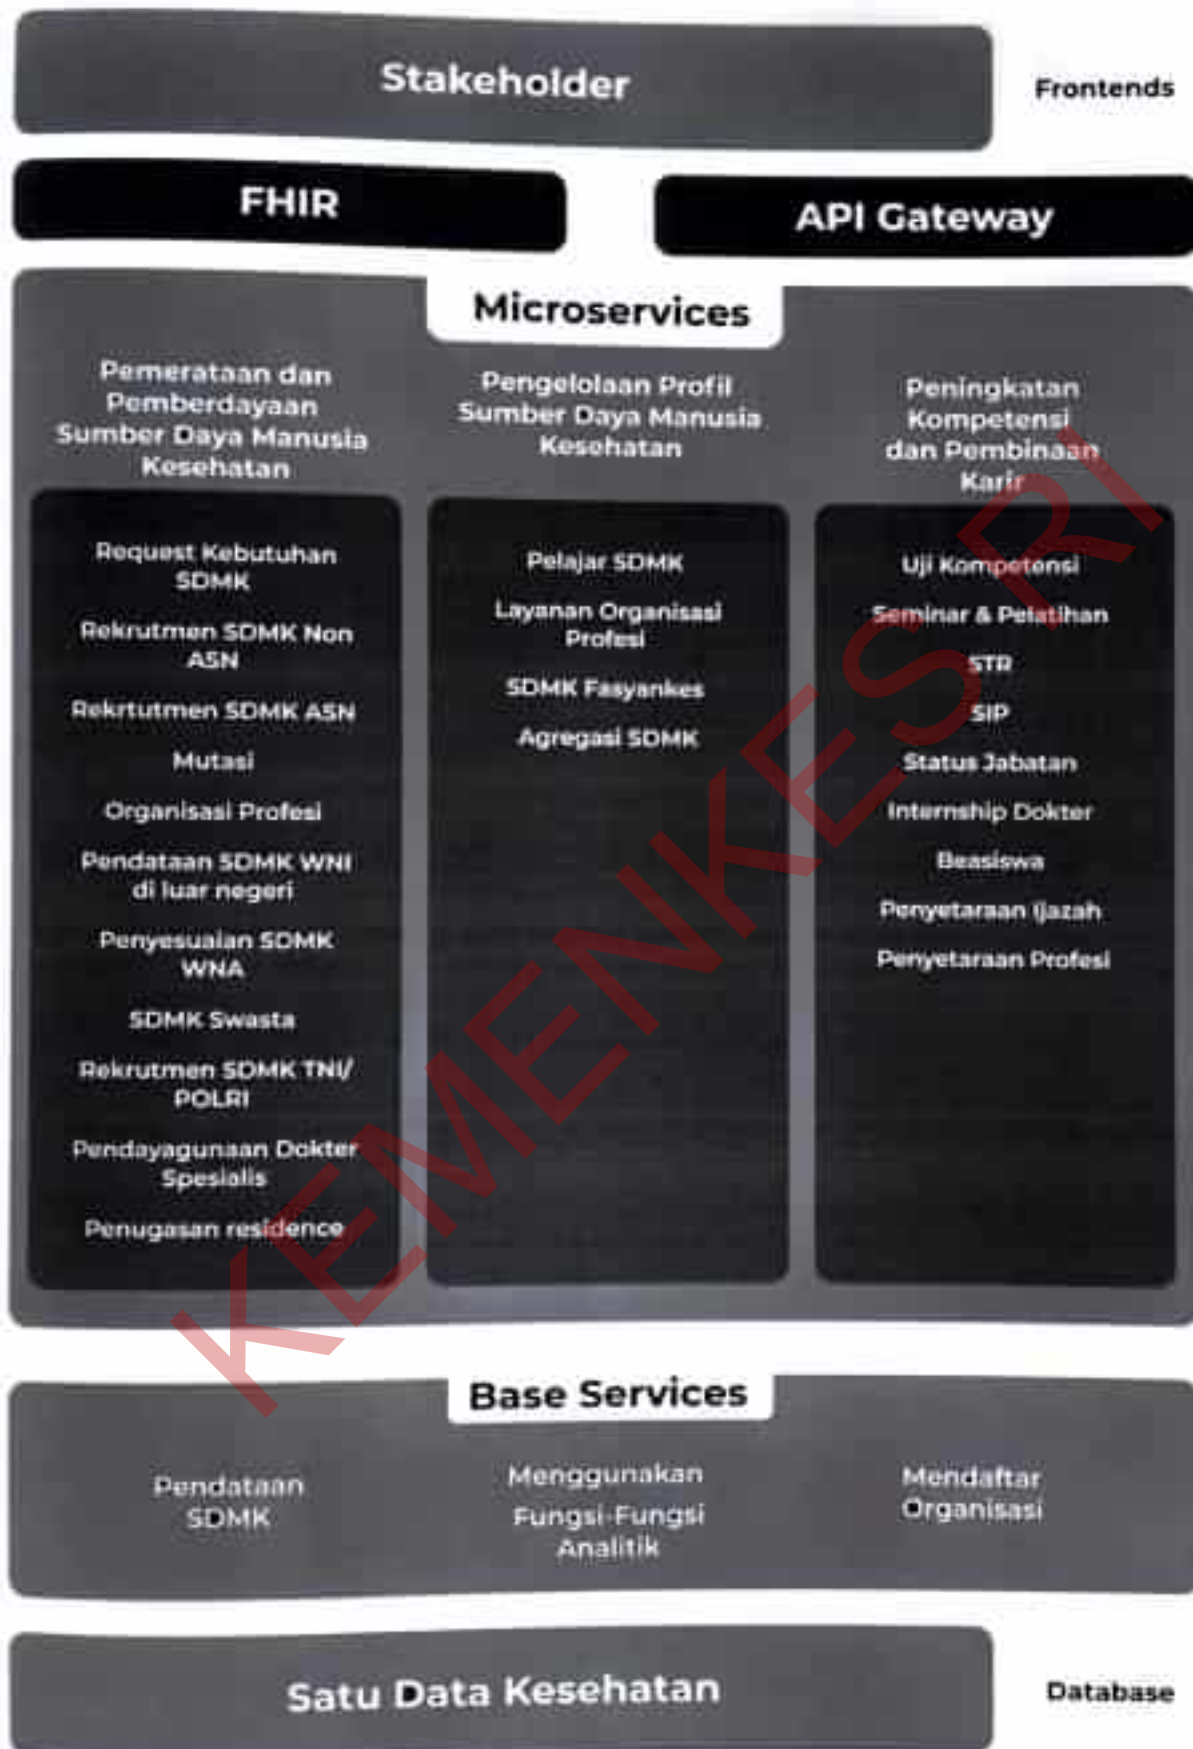 Stakeholder
Frontends
FHIR
API Gateway
Microservices
Pemerataan dan
Pemberdayaan
Sumber Daya Manusia
Kesehatan
Request Kebutuhan
SDMK
Rekrutmen SDMK Non
ASN
Rekrtutmen SDMK ASN
Mutasi
Organisasi Profesi
Pendataan SDMK WNI
di luar negeri
Penyesuaian SDMK
WNA
SDMK Swasta
Rekrutmen SDMK TNI/
POLRI
Pendayagunaan Dokter
Spesialis
Penugasan residence
Pengelolaan Profil
Sumber Daya Manusia
Kesehatan
Pelajar SDMK
Layanan Organisasi
Profesi
SDMK Fasyankes
Agregasi SDMK
Peningkatan
Kompetensi
dan Pembinaan
Karir
Uji Kompetensi
Seminar & Pelatihan
STR
SIP
Status Jabatan
Internship Dokter
Beasiswa
Penyetaraan Ijazah
Penyetaraan Profesi
KEMENKES RI
Base Services
Pendataan
SDMK
Menggunakan
Fungsi-Fungsi
Analitik
Mendaftar
Organisasi
Satu Data Kesehatan
Database